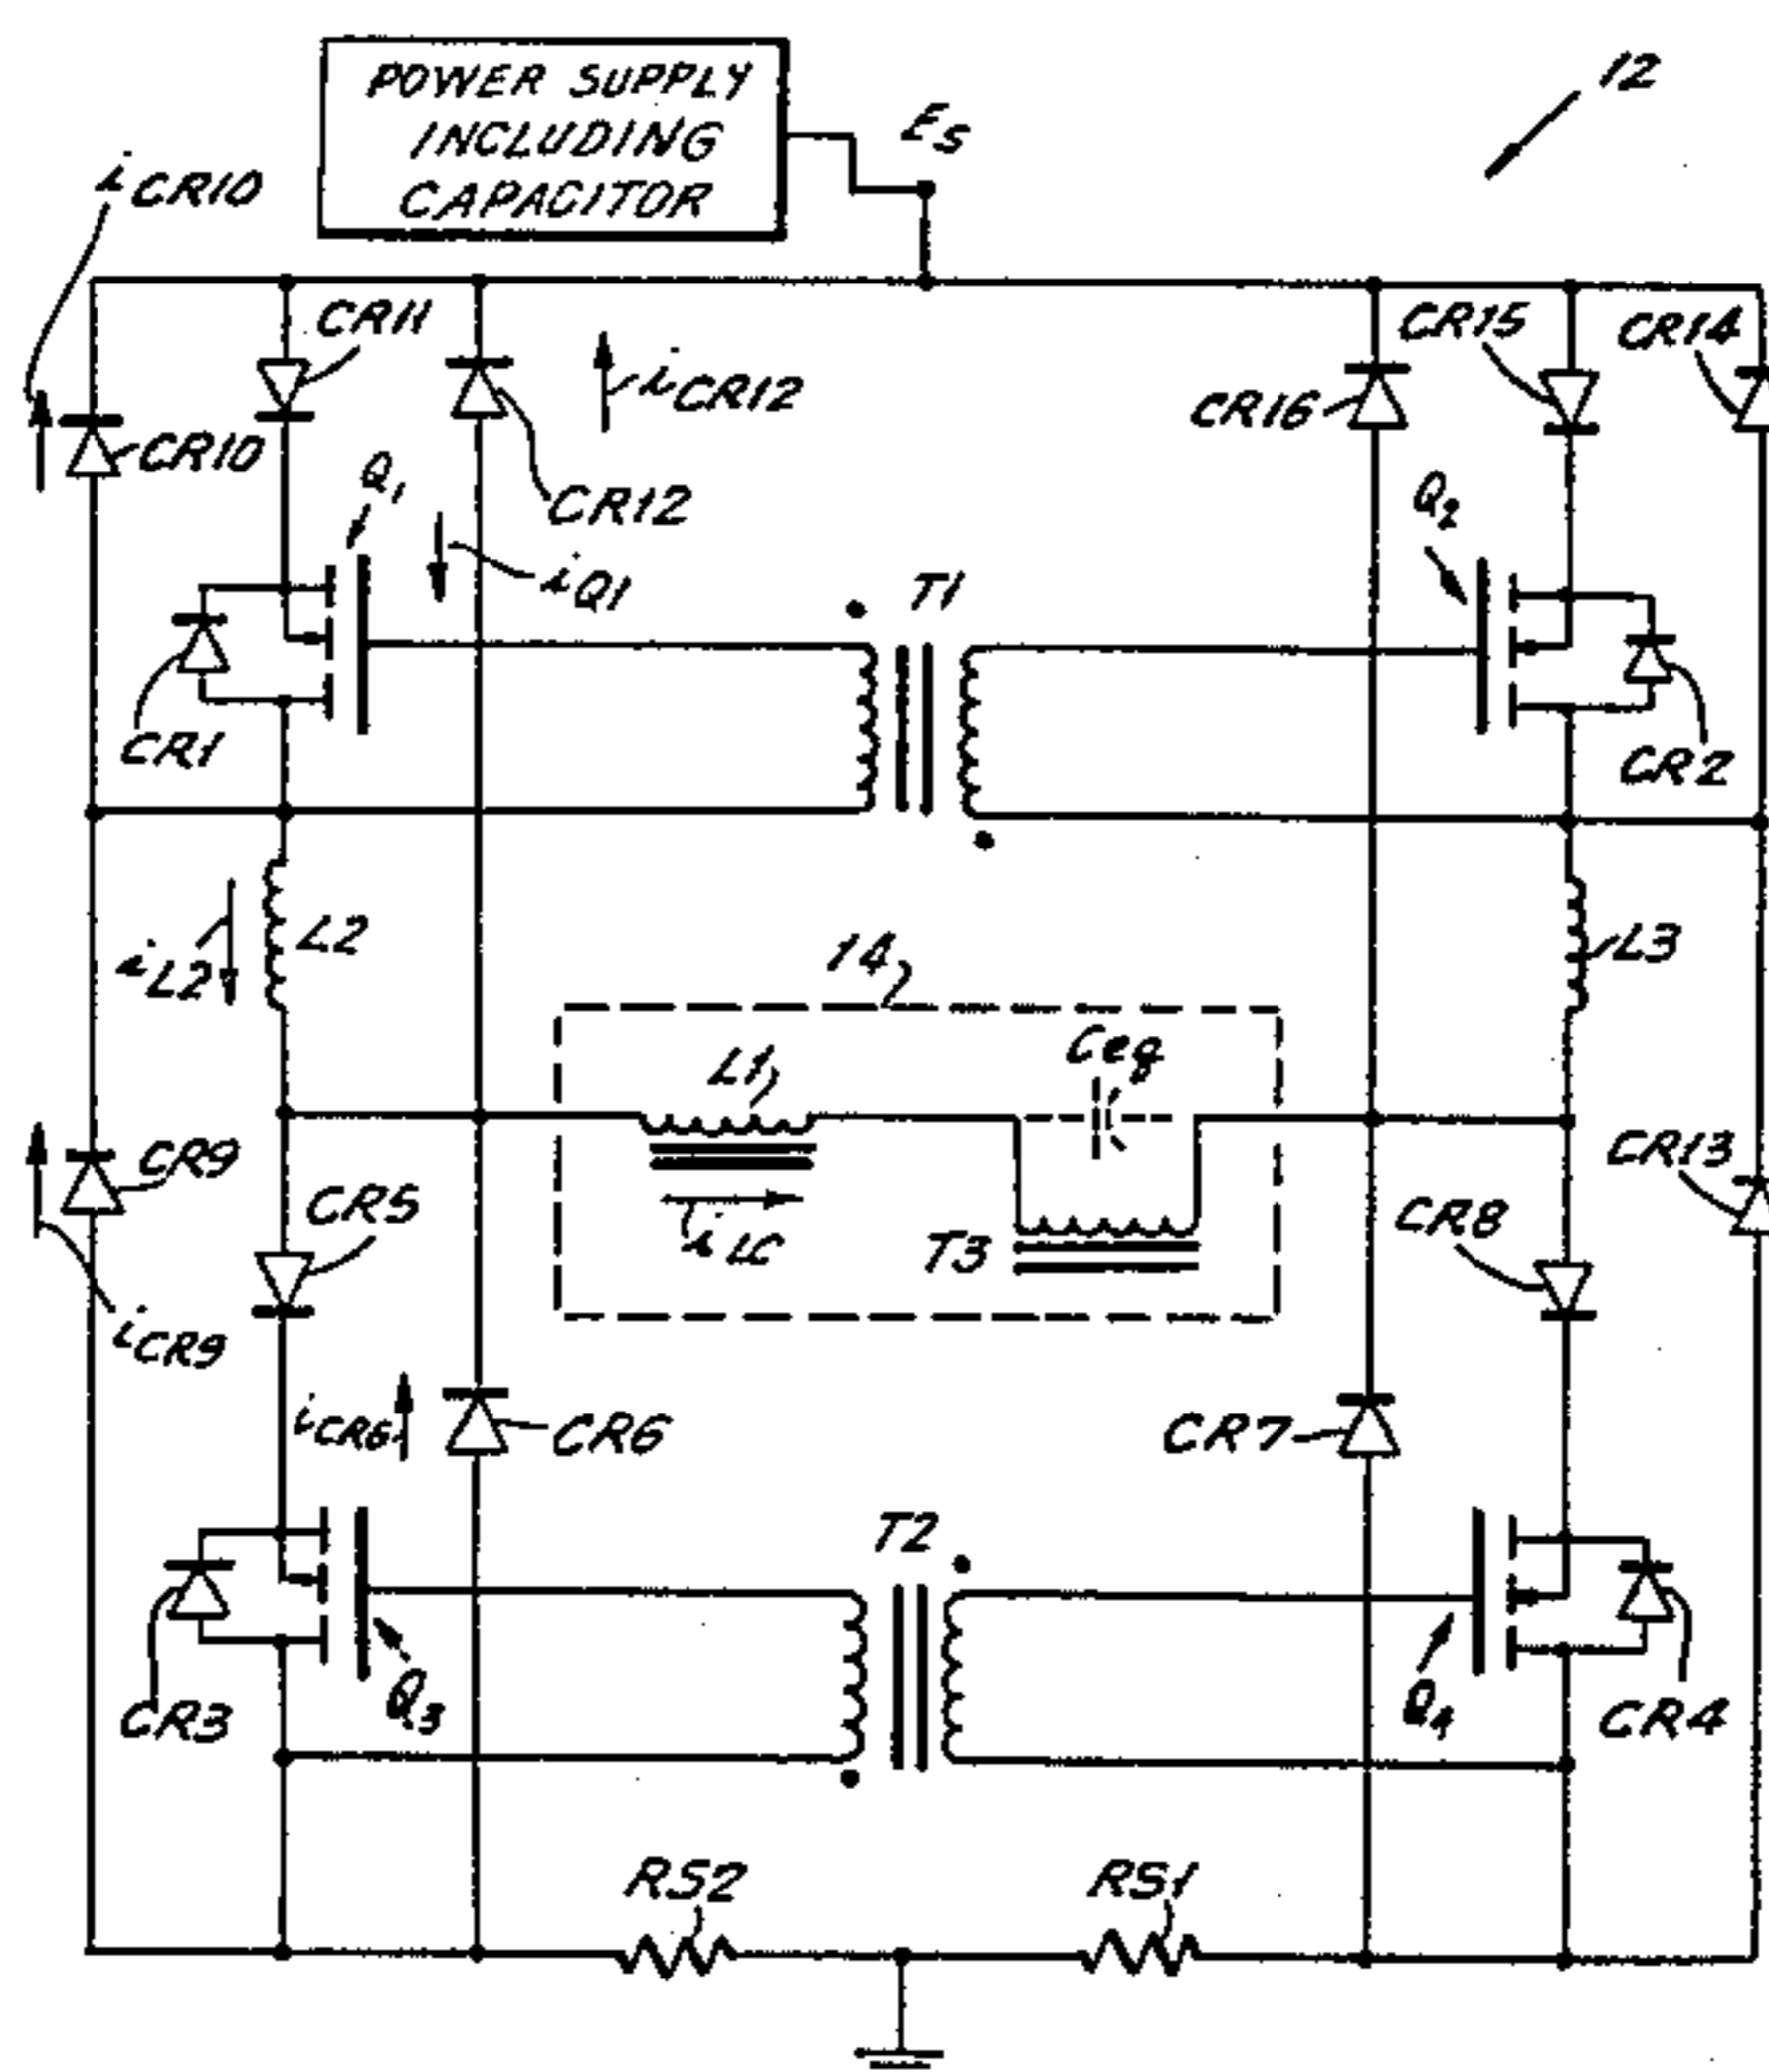 POWER SUPPLY
INCLUDING
CAPACITOR
Es
12
iCR10
CR11
CR15
CR14
iCR12
CR16
CR10
CR12
Q1
iQ1
Q2
T1
CR1
CR2
L2
iL2
L3
14
L1
Ceq
CR9
CR13
CR5
iLC
T3
CR8
iCR9
iCR6
CR6
CR7
T2
CR3
Q3
Q4
CR4
RS2
RS1